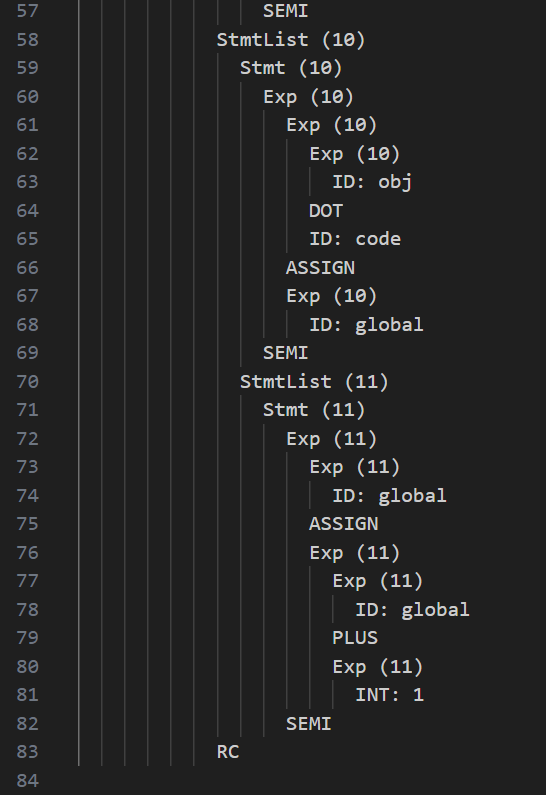 57 SEMI
58 StmtList (10)
59 Stmt (10)
60 Exp (10)
61 Exp (10)
62 Exp (10)
63 ID: obj
64 DOT
65 ID: code
66 ASSIGN
67 Exp (10)
68 ID: global
69 SEMI
70 StmtList (11)
71 Stmt (11)
72 Exp (11)
73 Exp (11)
74 ID: global
75 ASSIGN
76 Exp (11)
77 Exp (11)
78 ID: global
79 PLUS
80 Exp (11)
81 INT: 1
82 SEMI
83 RC
84